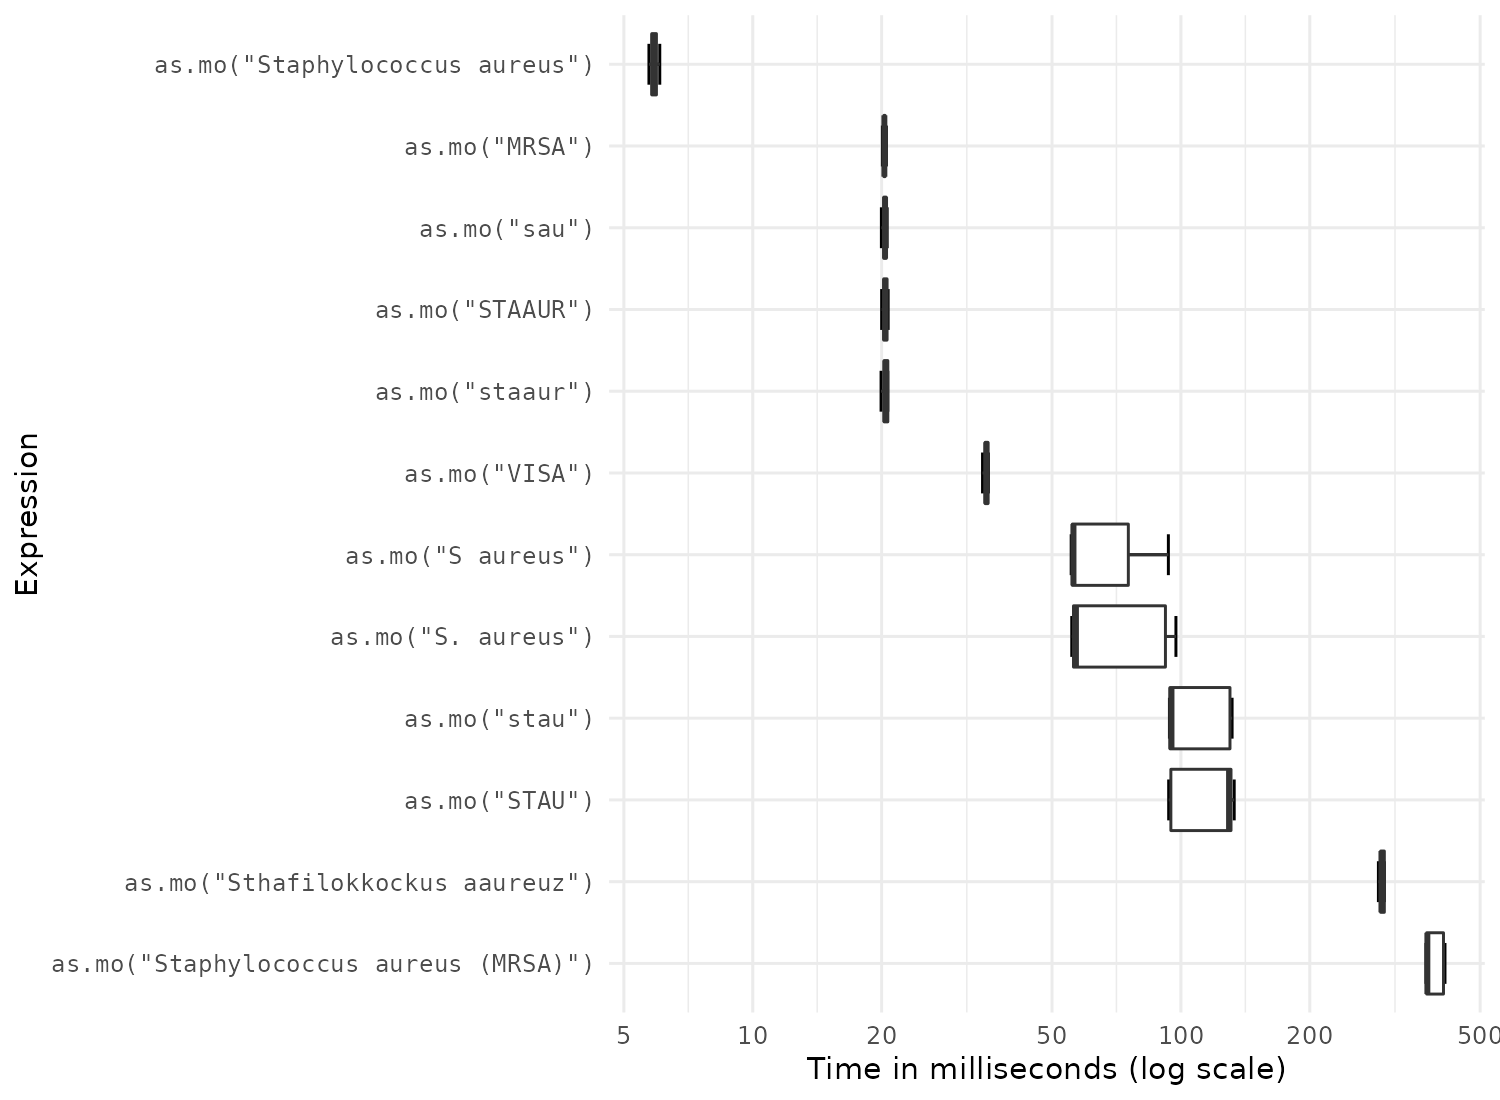 as.mo("Staphylococcus aureus")
as.mo("MRSA")
as.mo("sau")
as.mo("STAAUR")
as.mo("staaur")
as.mo("VISA")
as.mo("S aureus")
as.mo("S. aureus")
as.mo("stau")
as.mo("STAU")
as.mo("Sthafilokkockus aaureuz")
as.mo("Staphylococcus aureus (MRSA)")
Expression
5 10 20 50 100 200 500
Time in milliseconds (log scale)